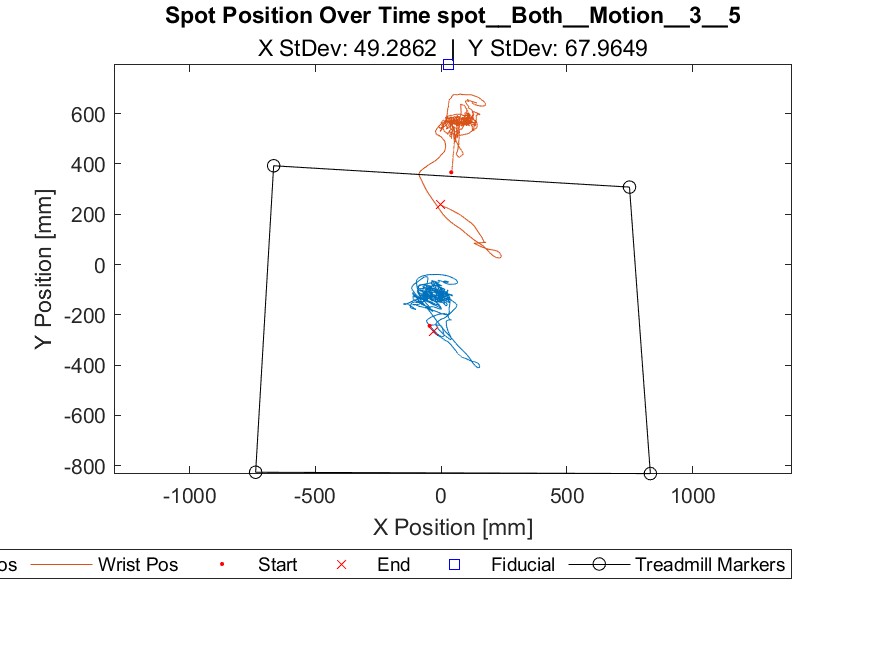 Spot Position Over Time spot__Both__Motion__3__5
X StDev: 49.2862 | Y StDev: 67.9649
600
400
200
0
-200
-400
-600
-800
Y Position [mm]
-1000 -500 0 500 1000
X Position [mm]
os Wrist Pos Start End Fiducial Treadmill Markers